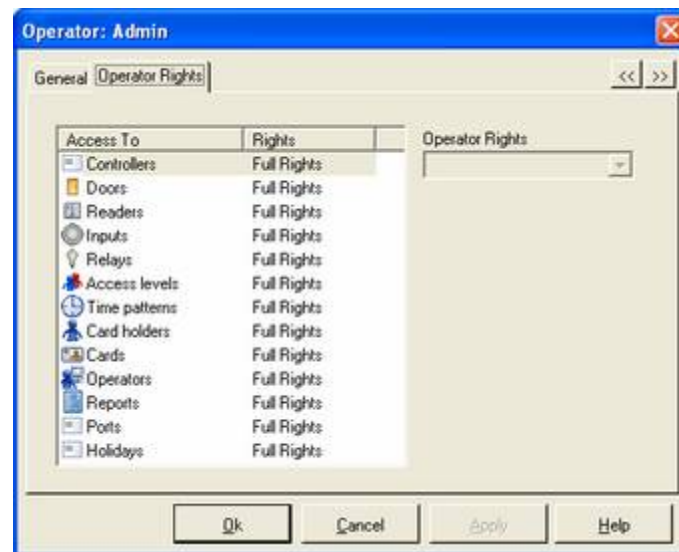 Operator: Admin
General Operator Rights << >>
Access To Rights Operator Rights
Controllers Full Rights
Doors Full Rights
Readers Full Rights
Inputs Full Rights
Relays Full Rights
Access levels Full Rights
Time patterns Full Rights
Card holders Full Rights
Cards Full Rights
Operators Full Rights
Reports Full Rights
Ports Full Rights
Holidays Full Rights
Ok Cancel Apply Help